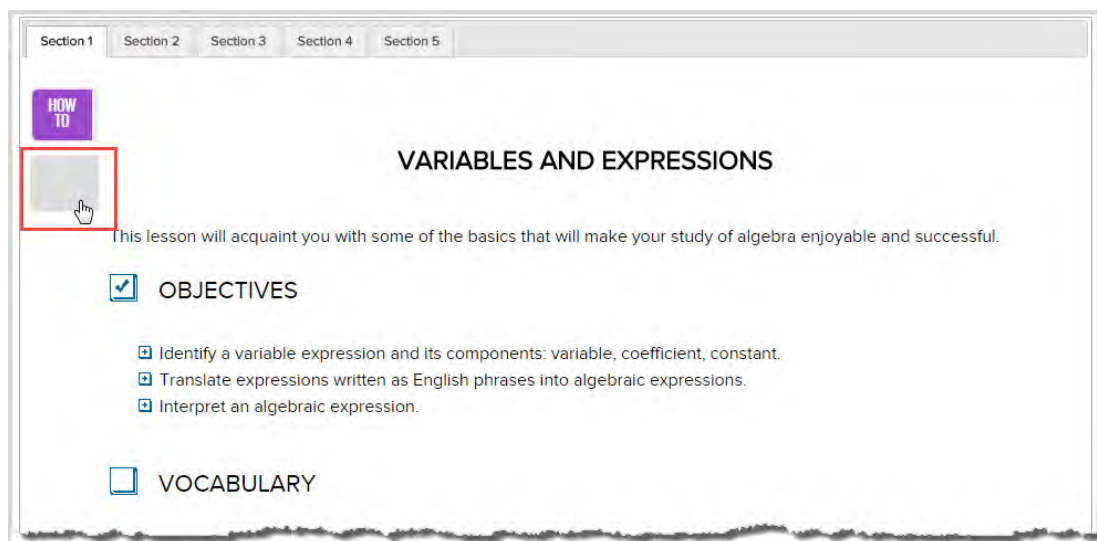 Section 1 Section 2 Section 3 Section 4 Section 5
HOW
TO
VARIABLES AND EXPRESSIONS
This lesson will acquaint you with some of the basics that will make your study of algebra enjoyable and successful.
OBJECTIVES
Identify a variable expression and its components: variable, coefficient, constant.
Translate expressions written as English phrases into algebraic expressions.
Interpret an algebraic expression.
VOCABULARY